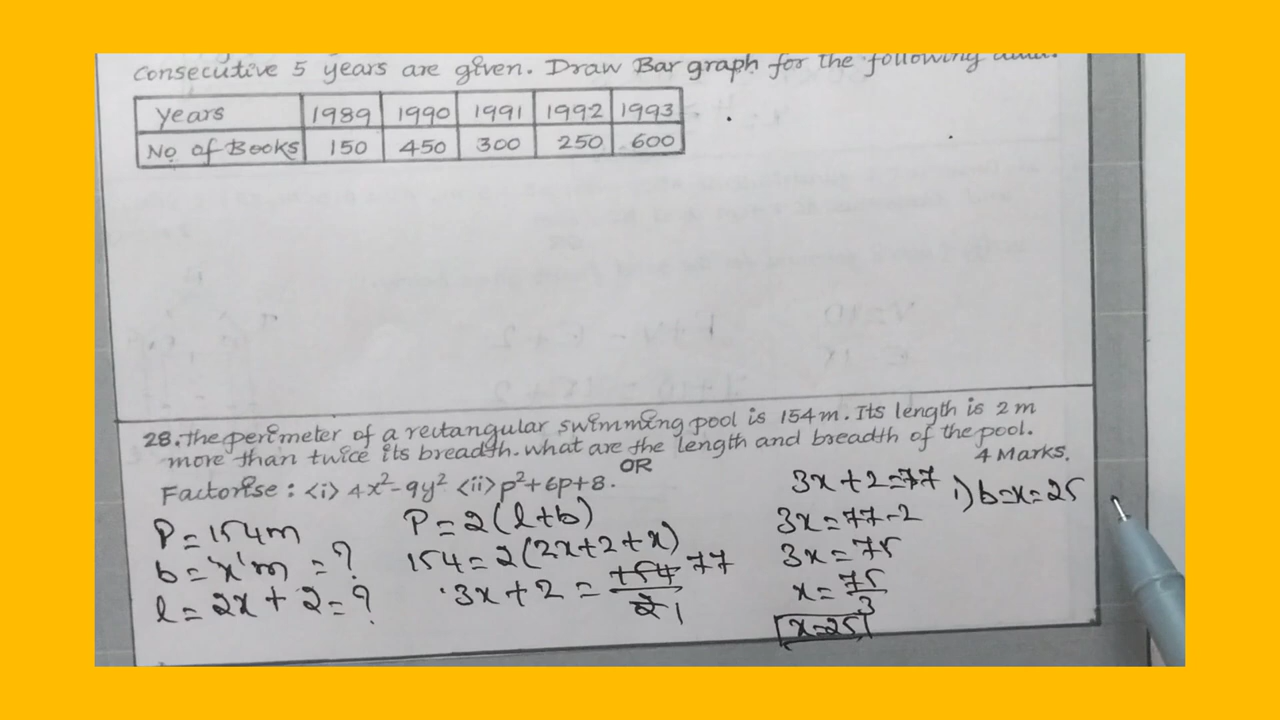 consecutive 5 years are given. Draw Bar graph for the following data.
Years 1989 1990 1991 1992 1993
No of Books 150 450 300 250 600
28. The perimeter of a rectangular swimming pool is 154m. Its length is 2 m
more than twice its breadth. what are the length and breadth of the pool.
OR
4 Marks.
Factorise : <i> 4x²-9y² <ii> p²+6p+8.
P = 154m
b = 'x' m = ?
l = 2x + 2 = ?
P = 2(l+b)
154 = 2(2x+2+x)
3x + 2 = 154/2 77 1
3x + 2 = 77
3x = 77-2
3x = 75
x = 75/3
x=25
i) b=x=25